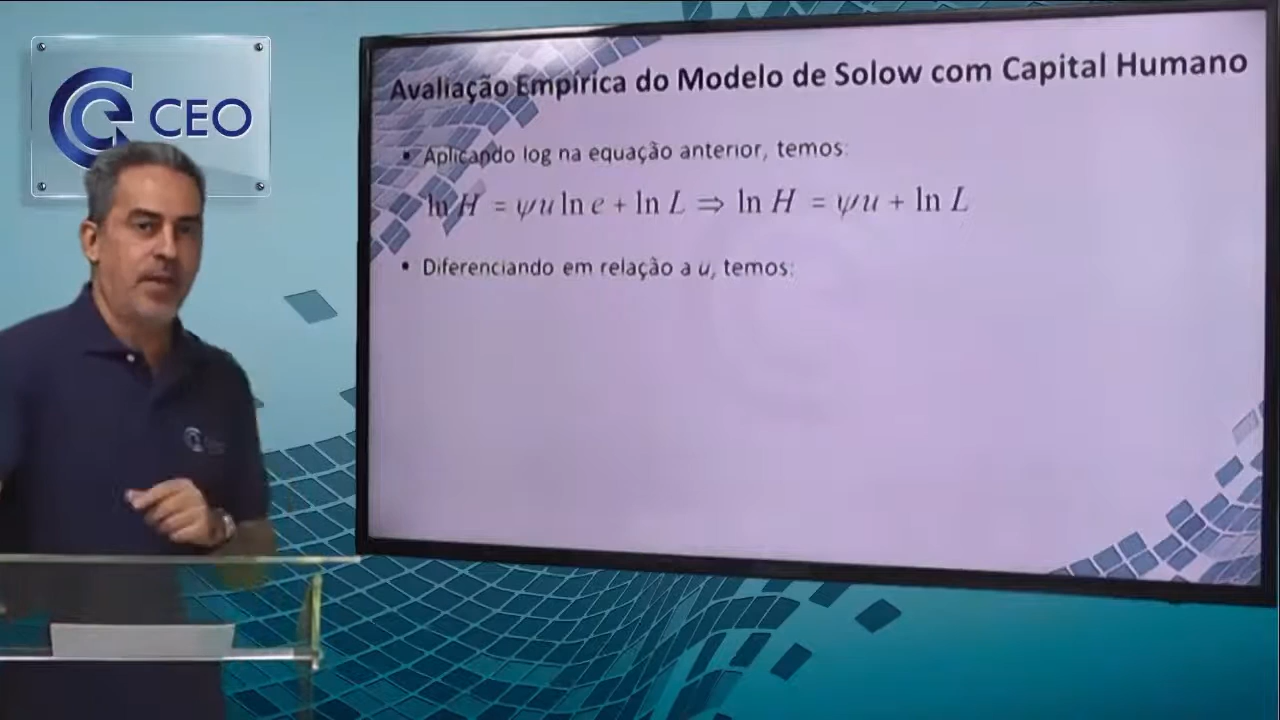 CEO
Avaliação Empírica do Modelo de Solow com Capital Humano
• Aplicando log na equação anterior, temos:
ln H = ψu ln e + ln L ⇒ ln H = ψu + ln L
• Diferenciando em relação a u, temos: